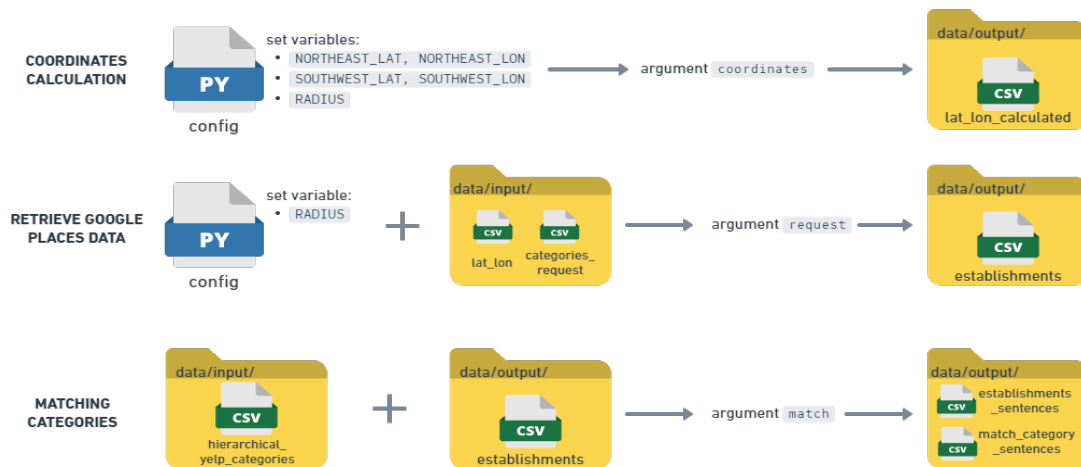 COORDINATES
CALCULATION
PY
config
set variables:
• NORTHEAST_LAT, NORTHEAST_LON
• SOUTHWEST_LAT, SOUTHWEST_LON
• RADIUS
argument coordinates
data/output/
CSV
lat_lon_calculated
RETRIEVE GOOGLE
PLACES DATA
PY
config
set variable:
• RADIUS
+
data/input/
CSV
lat_lon
CSV
categories_
request
argument request
data/output/
CSV
establishments
MATCHING
CATEGORIES
data/input/
CSV
hierarchical_
yelp_categories
+
data/output/
CSV
establishments
argument match
data/output/
CSV
establishments
_sentences
CSV
match_category
_sentences